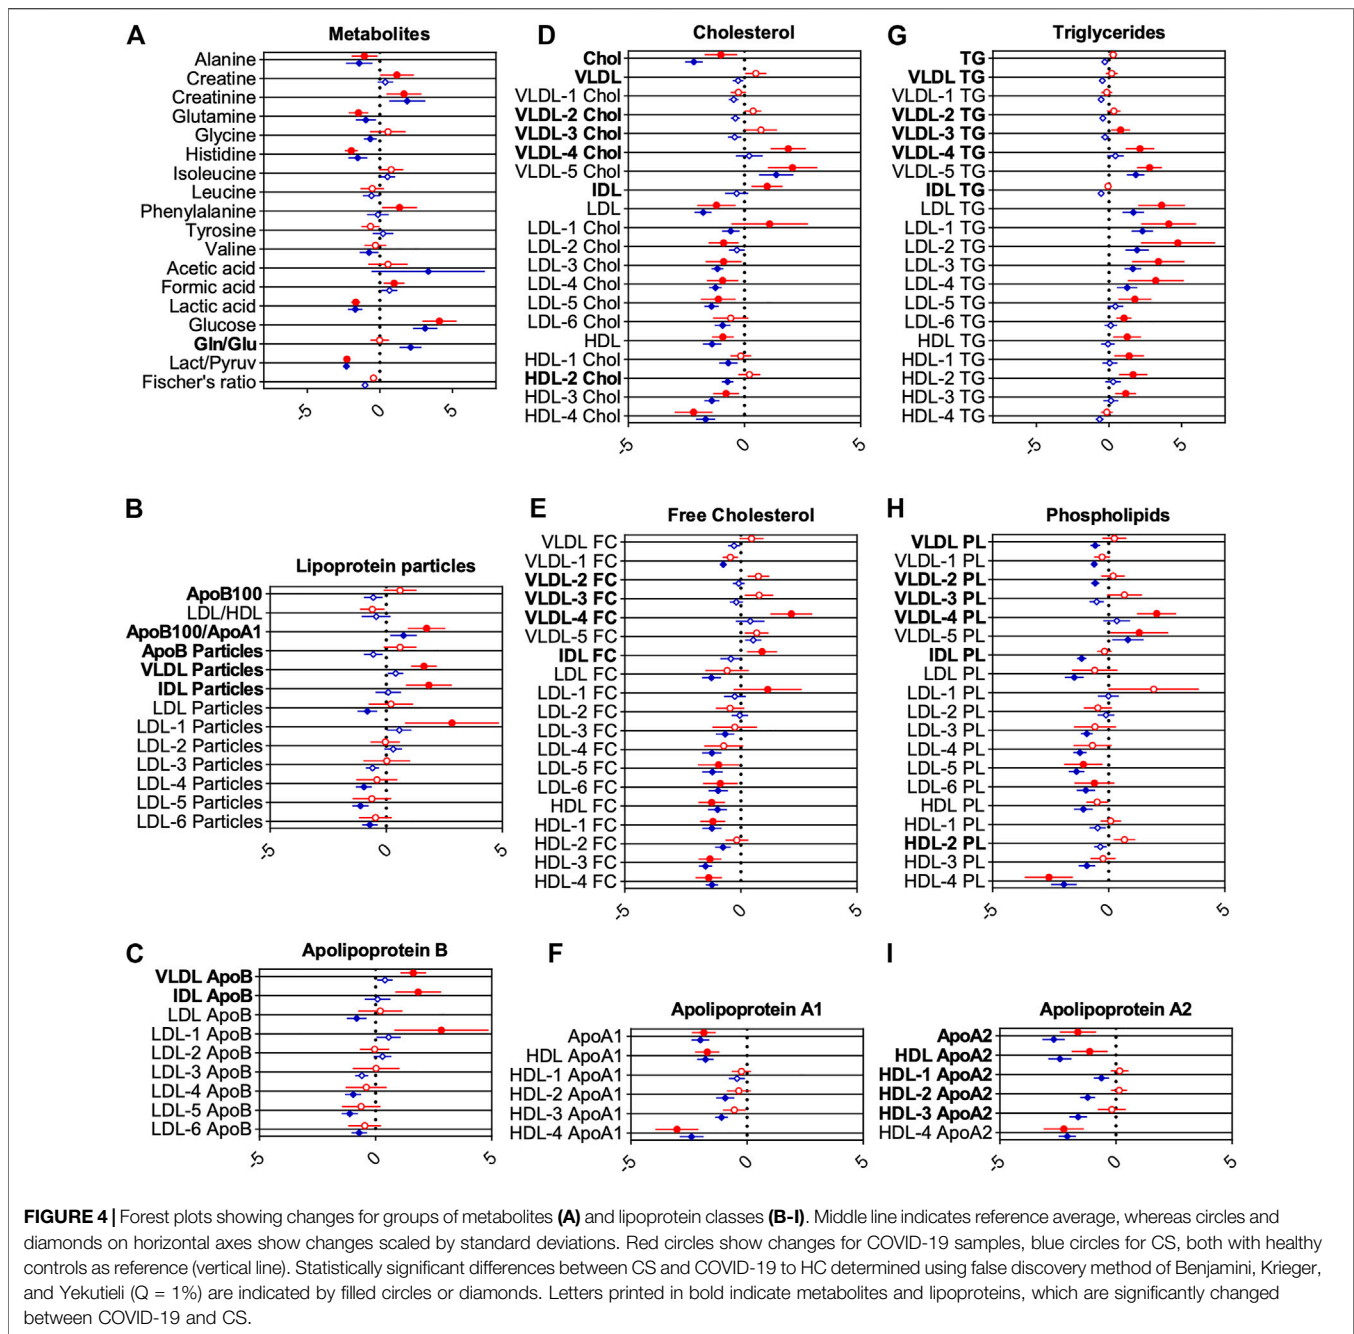 A
Metabolites
Alanine
Creatine
Creatinine
Glutamine
Glycine
Histidine
Isoleucine
Leucine
Phenylalanine
Tyrosine
Valine
Acetic acid
Formic acid
Lactic acid
Glucose
Gln/Glu
Lact/Pyruv
Fischer's ratio
-5
0
5
B
Lipoprotein particles
ApoB100
LDL/HDL
ApoB100/ApoA1
ApoB Particles
VLDL Particles
IDL Particles
LDL Particles
LDL-1 Particles
LDL-2 Particles
LDL-3 Particles
LDL-4 Particles
LDL-5 Particles
LDL-6 Particles
-5
0
5
C
Apolipoprotein B
VLDL ApoB
IDL ApoB
LDL ApoB
LDL-1 ApoB
LDL-2 ApoB
LDL-3 ApoB
LDL-4 ApoB
LDL-5 ApoB
LDL-6 ApoB
-5
0
5
D
Cholesterol
Chol
VLDL
VLDL-1 Chol
VLDL-2 Chol
VLDL-3 Chol
VLDL-4 Chol
VLDL-5 Chol
IDL
LDL
LDL-1 Chol
LDL-2 Chol
LDL-3 Chol
LDL-4 Chol
LDL-5 Chol
LDL-6 Chol
HDL
HDL-1 Chol
HDL-2 Chol
HDL-3 Chol
HDL-4 Chol
-5
0
5
E
Free Cholesterol
VLDL FC
VLDL-1 FC
VLDL-2 FC
VLDL-3 FC
VLDL-4 FC
VLDL-5 FC
IDL FC
LDL FC
LDL-1 FC
LDL-2 FC
LDL-3 FC
LDL-4 FC
LDL-5 FC
LDL-6 FC
HDL FC
HDL-1 FC
HDL-2 FC
HDL-3 FC
HDL-4 FC
-5
0
5
F
Apolipoprotein A1
ApoA1
HDL ApoA1
HDL-1 ApoA1
HDL-2 ApoA1
HDL-3 ApoA1
HDL-4 ApoA1
-5
0
5
G
Triglycerides
TG
VLDL TG
VLDL-1 TG
VLDL-2 TG
VLDL-3 TG
VLDL-4 TG
VLDL-5 TG
IDL TG
LDL TG
LDL-1 TG
LDL-2 TG
LDL-3 TG
LDL-4 TG
LDL-5 TG
LDL-6 TG
HDL TG
HDL-1 TG
HDL-2 TG
HDL-3 TG
HDL-4 TG
-5
0
5
H
Phospholipids
VLDL PL
VLDL-1 PL
VLDL-2 PL
VLDL-3 PL
VLDL-4 PL
VLDL-5 PL
IDL PL
LDL PL
LDL-1 PL
LDL-2 PL
LDL-3 PL
LDL-4 PL
LDL-5 PL
LDL-6 PL
HDL PL
HDL-1 PL
HDL-2 PL
HDL-3 PL
HDL-4 PL
-5
0
5
I
Apolipoprotein A2
ApoA2
HDL ApoA2
HDL-1 ApoA2
HDL-2 ApoA2
HDL-3 ApoA2
HDL-4 ApoA2
-5
0
5
FIGURE 4 | Forest plots showing changes for groups of metabolites (A) and lipoprotein classes (B-I). Middle line indicates reference average, whereas circles and
diamonds on horizontal axes show changes scaled by standard deviations. Red circles show changes for COVID-19 samples, blue circles for CS, both with healthy
controls as reference (vertical line). Statistically significant differences between CS and COVID-19 to HC determined using false discovery method of Benjamini, Krieger,
and Yekutieli (Q = 1%) are indicated by filled circles or diamonds. Letters printed in bold indicate metabolites and lipoproteins, which are significantly changed
between COVID-19 and CS.